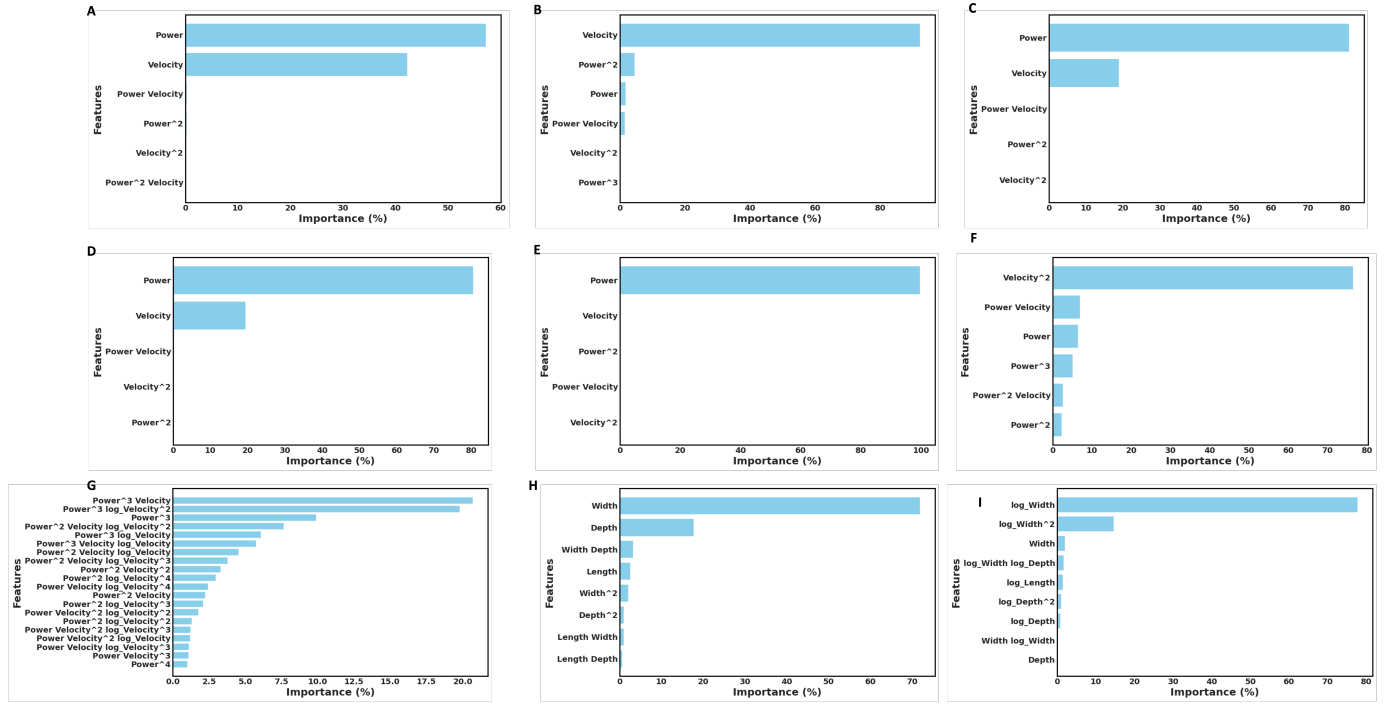 A
Features
Power
Velocity
Power Velocity
Power^2
Velocity^2
Power^2 Velocity
0 10 20 30 40 50 60
Importance (%)
B
Features
Velocity
Power^2
Power
Power Velocity
Velocity^2
Power^3
0 20 40 60 80
Importance (%)
C
Features
Power
Velocity
Power Velocity
Power^2
Velocity^2
0 10 20 30 40 50 60 70 80
Importance (%)
D
Features
Power
Velocity
Power Velocity
Velocity^2
Power^2
0 10 20 30 40 50 60 70 80
Importance (%)
E
Features
Power
Velocity
Power^2
Power Velocity
Velocity^2
0 20 40 60 80 100
Importance (%)
F
Features
Velocity^2
Power Velocity
Power
Power^3
Power^2 Velocity
Power^2
0 10 20 30 40 50 60 70 80
Importance (%)
G
Features
Power^3 Velocity
Power^3 log_Velocity^2
Power^3
Power^2 Velocity log_Velocity^2
Power^3 log_Velocity
Power^3 Velocity log_Velocity
Power^2 Velocity log_Velocity
Power^2 Velocity log_Velocity^3
Power^2 Velocity^2
Power^2 log_Velocity^4
Power Velocity log_Velocity^4
Power^2 Velocity
Power^2 log_Velocity^3
Power Velocity^2 log_Velocity^2
Power^2 log_Velocity^2
Power Velocity^2 log_Velocity^3
Power Velocity^2 log_Velocity
Power Velocity log_Velocity^3
Power Velocity^3
Power^4
0.0 2.5 5.0 7.5 10.0 12.5 15.0 17.5 20.0
Importance (%)
H
Features
Width
Depth
Width Depth
Length
Width^2
Depth^2
Length Width
Length Depth
0 10 20 30 40 50 60 70
Importance (%)
I
Features
log_Width
log_Width^2
Width
log_Width log_Depth
log_Length
log_Depth^2
log_Depth
Width log_Width
Depth
0 10 20 30 40 50 60 70 80
Importance (%)